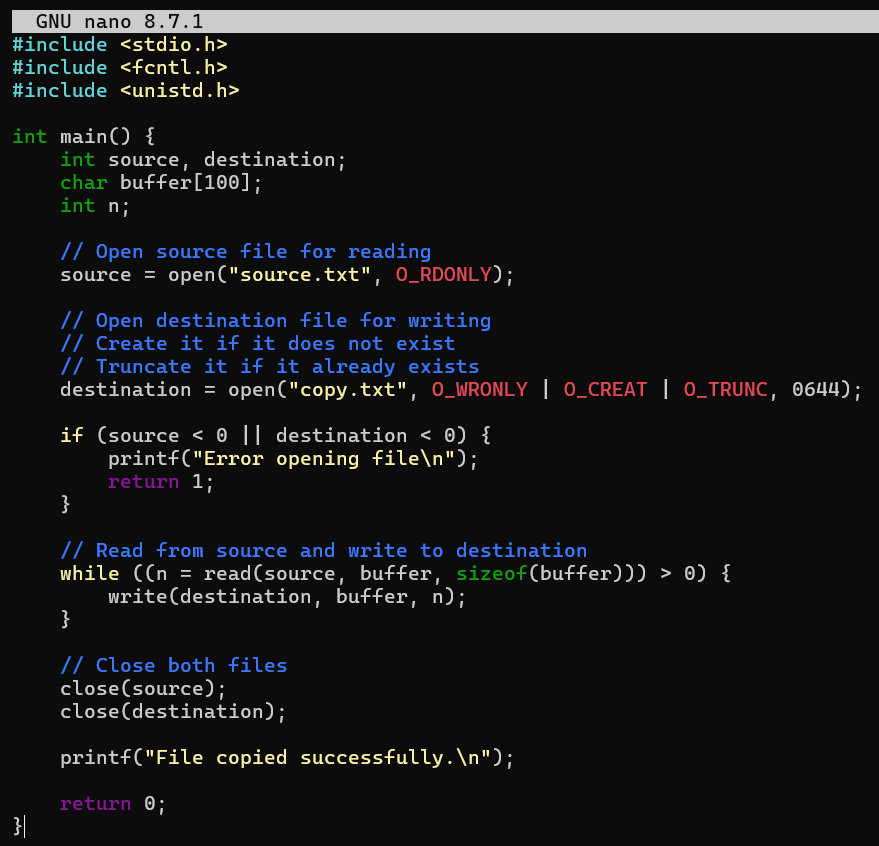 GNU nano 8.7.1
#include <stdio.h>
#include <fcntl.h>
#include <unistd.h>

int main() {
    int source, destination;
    char buffer[100];
    int n;

    // Open source file for reading
    source = open("source.txt", O_RDONLY);

    // Open destination file for writing
    // Create it if it does not exist
    // Truncate it if it already exists
    destination = open("copy.txt", O_WRONLY | O_CREAT | O_TRUNC, 0644);

    if (source < 0 || destination < 0) {
        printf("Error opening file\n");
        return 1;
    }

    // Read from source and write to destination
    while ((n = read(source, buffer, sizeof(buffer))) > 0) {
        write(destination, buffer, n);
    }

    // Close both files
    close(source);
    close(destination);

    printf("File copied successfully.\n");

    return 0;
}